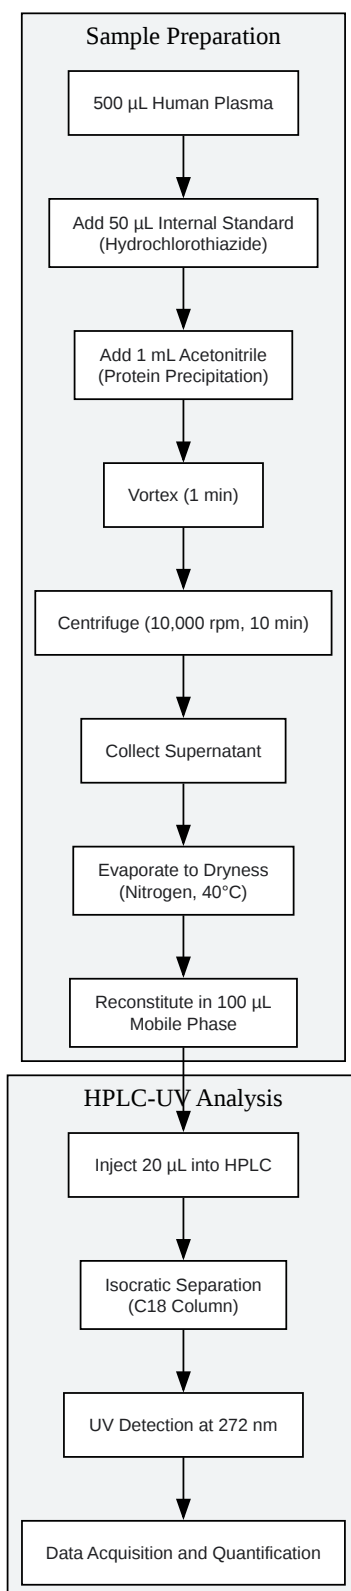 Sample Preparation
500 µL Human Plasma
Add 50 µL Internal Standard
(Hydrochlorothiazide)
Add 1 mL Acetonitrile
(Protein Precipitation)
Vortex (1 min)
Centrifuge (10,000 rpm, 10 min)
Collect Supernatant
Evaporate to Dryness
(Nitrogen, 40°C)
Reconstitute in 100 µL
Mobile Phase
HPLC-UV Analysis
Inject 20 µL into HPLC
Isocratic Separation
(C18 Column)
UV Detection at 272 nm
Data Acquisition and Quantification